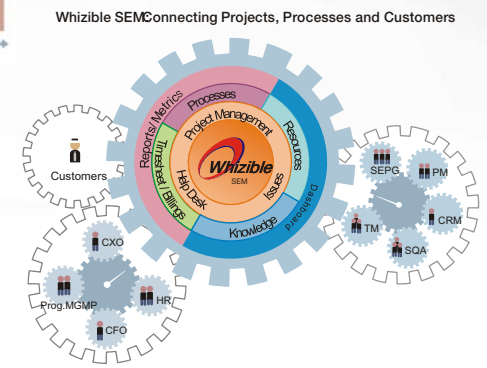 Whizible SEM:Connecting Projects, Processes and Customers
Reports/Metrics
Processes
Project Management
Resources
Timesheet / Billings
Help Desk
Whizible
SEM
Issues
Knowledge
Dashboard
Customers
CXO
Prog.MGMP
HR
CFO
SEPG
PM
CRM
TM
SQA